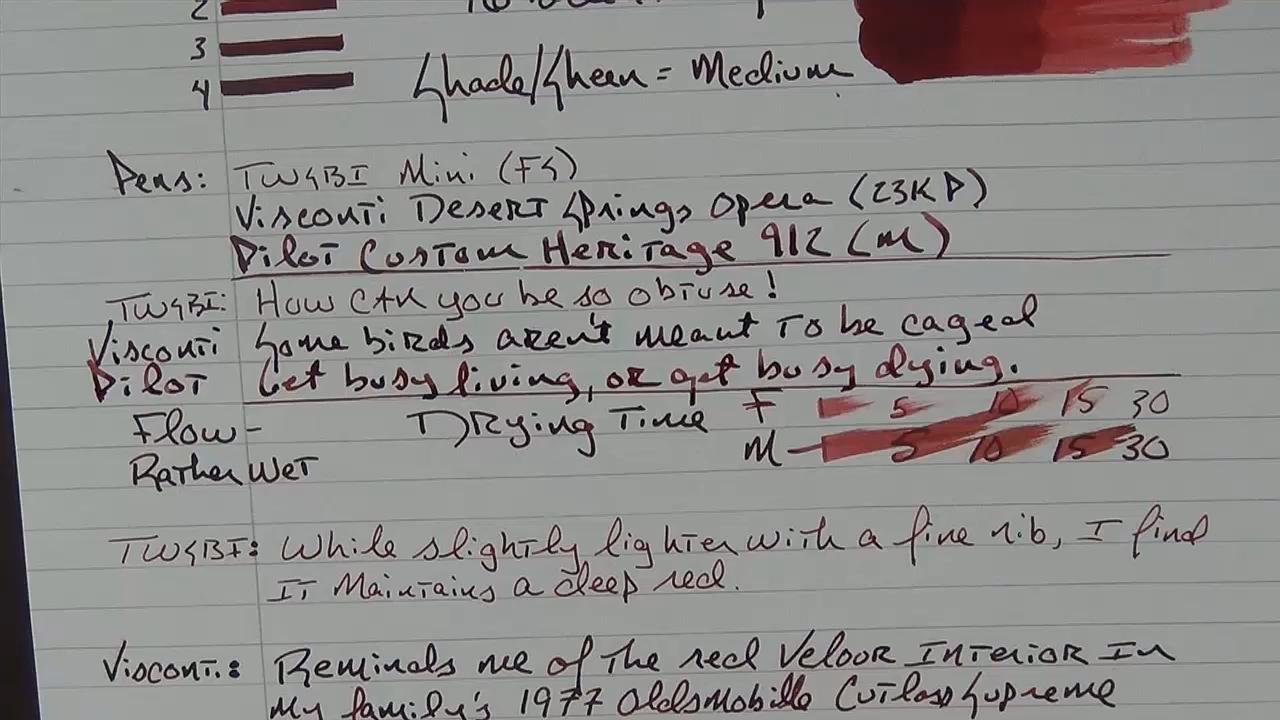 2
3
4 Shade/Sheen = Medium
Pens: TWSBI Mini (FS)
Visconti Desert Springs Opera (23KP)
Pilot Custom Heritage 912 (M)
TWSBI: How can you be so obtuse!
Visconti Some birds aren't meant to be caged
Pilot Get busy living, or get busy dying.
Flow - Drying Time F 1 5 10 15 30
Rather Wet M - 1 5 10 15 30
TWSBI: While slightly lighter with a fine nib, I find
It maintains a deep red.
Visconti: Reminds me of the red Velour Interior In
My family's 1977 Oldsmobille Cutlass Supreme